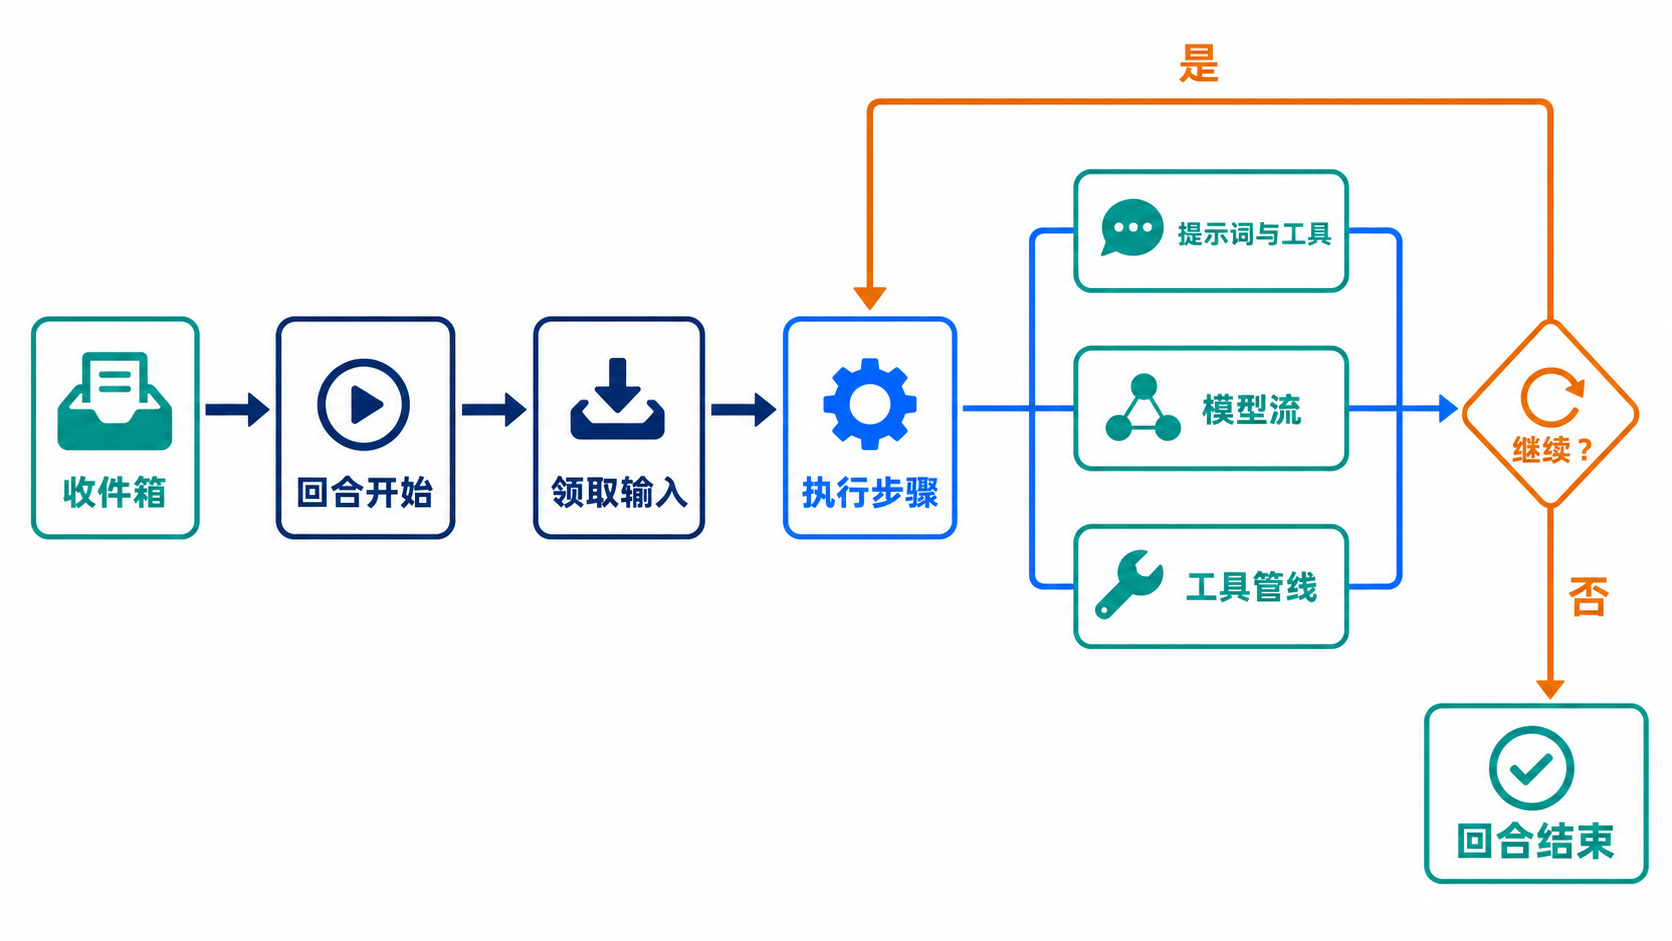 是
提示词与工具
收件箱
回合开始
领取输入
执行步骤
模型流
继续？
工具管线
否
回合结束